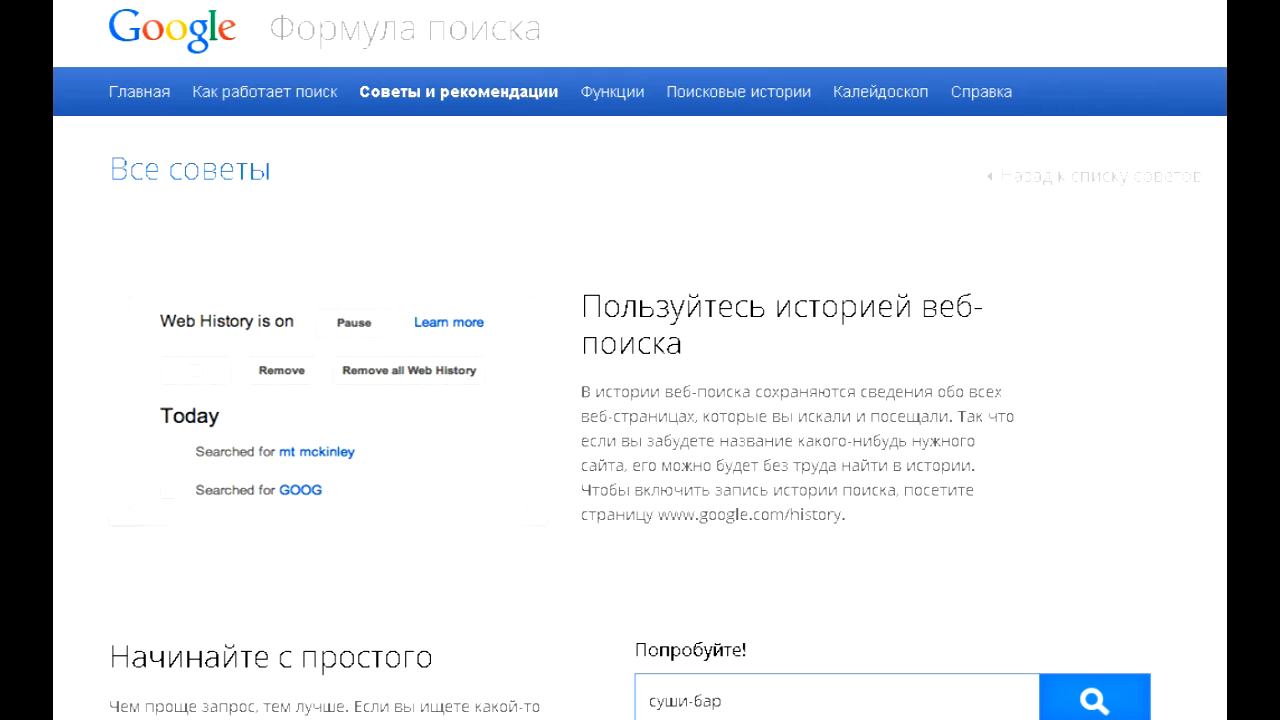 Google Формула поиска
Главная Как работает поиск Советы и рекомендации Функции Поисковые истории Калейдоскоп Справка
Все советы
Назад к списку советов
Web History is on Pause Learn more
Remove Remove all Web History
Today
Searched for mt mckinley
Searched for GOOG
Пользуйтесь историей веб-
поиска
В истории веб-поиска сохраняются сведения обо всех
веб-страницах, которые вы искали и посещали. Так что
если вы забудете название какого-нибудь нужного
сайта, его можно будет без труда найти в истории.
Чтобы включить запись истории поиска, посетите
страницу www.google.com/history.
Начинайте с простого
Чем проще запрос, тем лучше. Если вы ищете какой-то
Попробуйте!
суши-бар